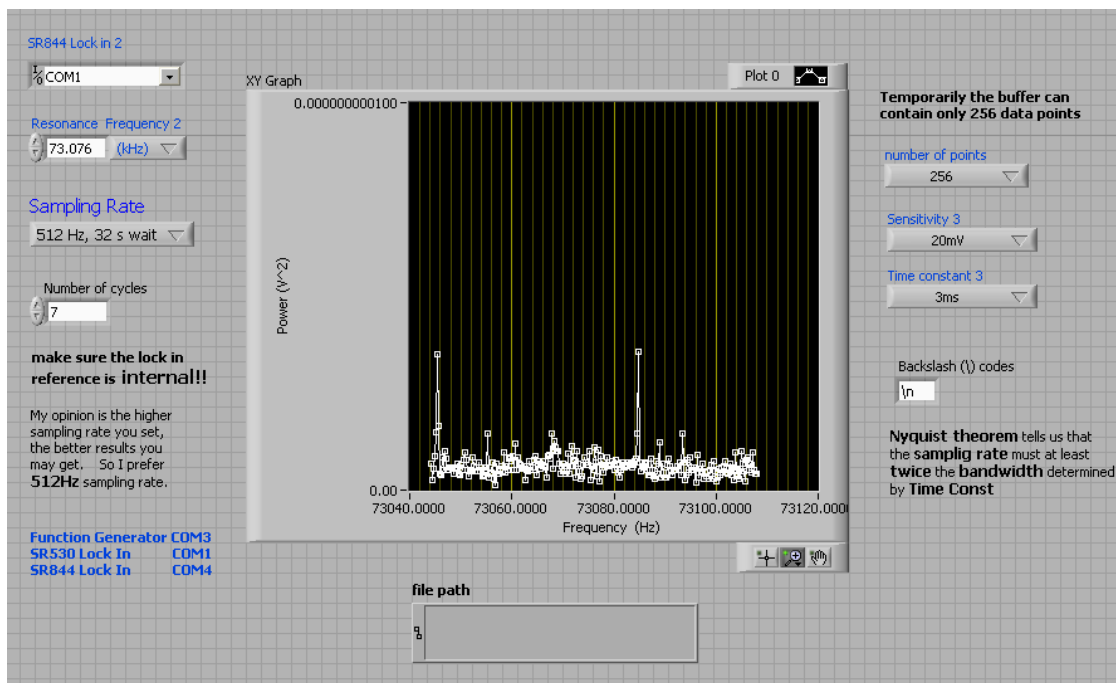 SR844 Lock in 2
COM1
Resonance Frequency 2
73.076 (kHz)
Sampling Rate
512 Hz, 32 s wait
Number of cycles
7
make sure the lock in
reference is internal!!
My opinion is the higher
sampling rate you set,
the better results you
may get. So I prefer
512Hz sampling rate.
Function Generator COM3
SR530 Lock In COM1
SR844 Lock In COM4
XY Graph
Plot 0
0.000000000100
Power (V^2)
0.00
73040.0000 73060.0000 73080.0000 73100.0000 73120.000
Frequency (Hz)
file path
Temporarily the buffer can
contain only 256 data points
number of points
256
Sensitivity 3
20mV
Time constant 3
3ms
Backslash (\) codes
\n
Nyquist theorem tells us that
the samplig rate must at least
twice the bandwidth determined
by Time Const